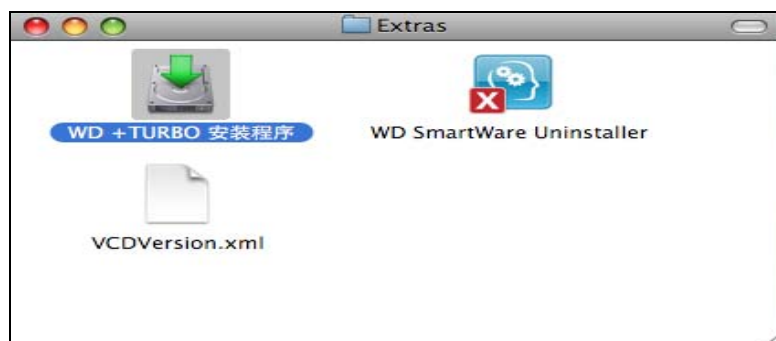 Extras
WD +TURBO 安装程序
WD SmartWare Uninstaller
VCDVersion.xml